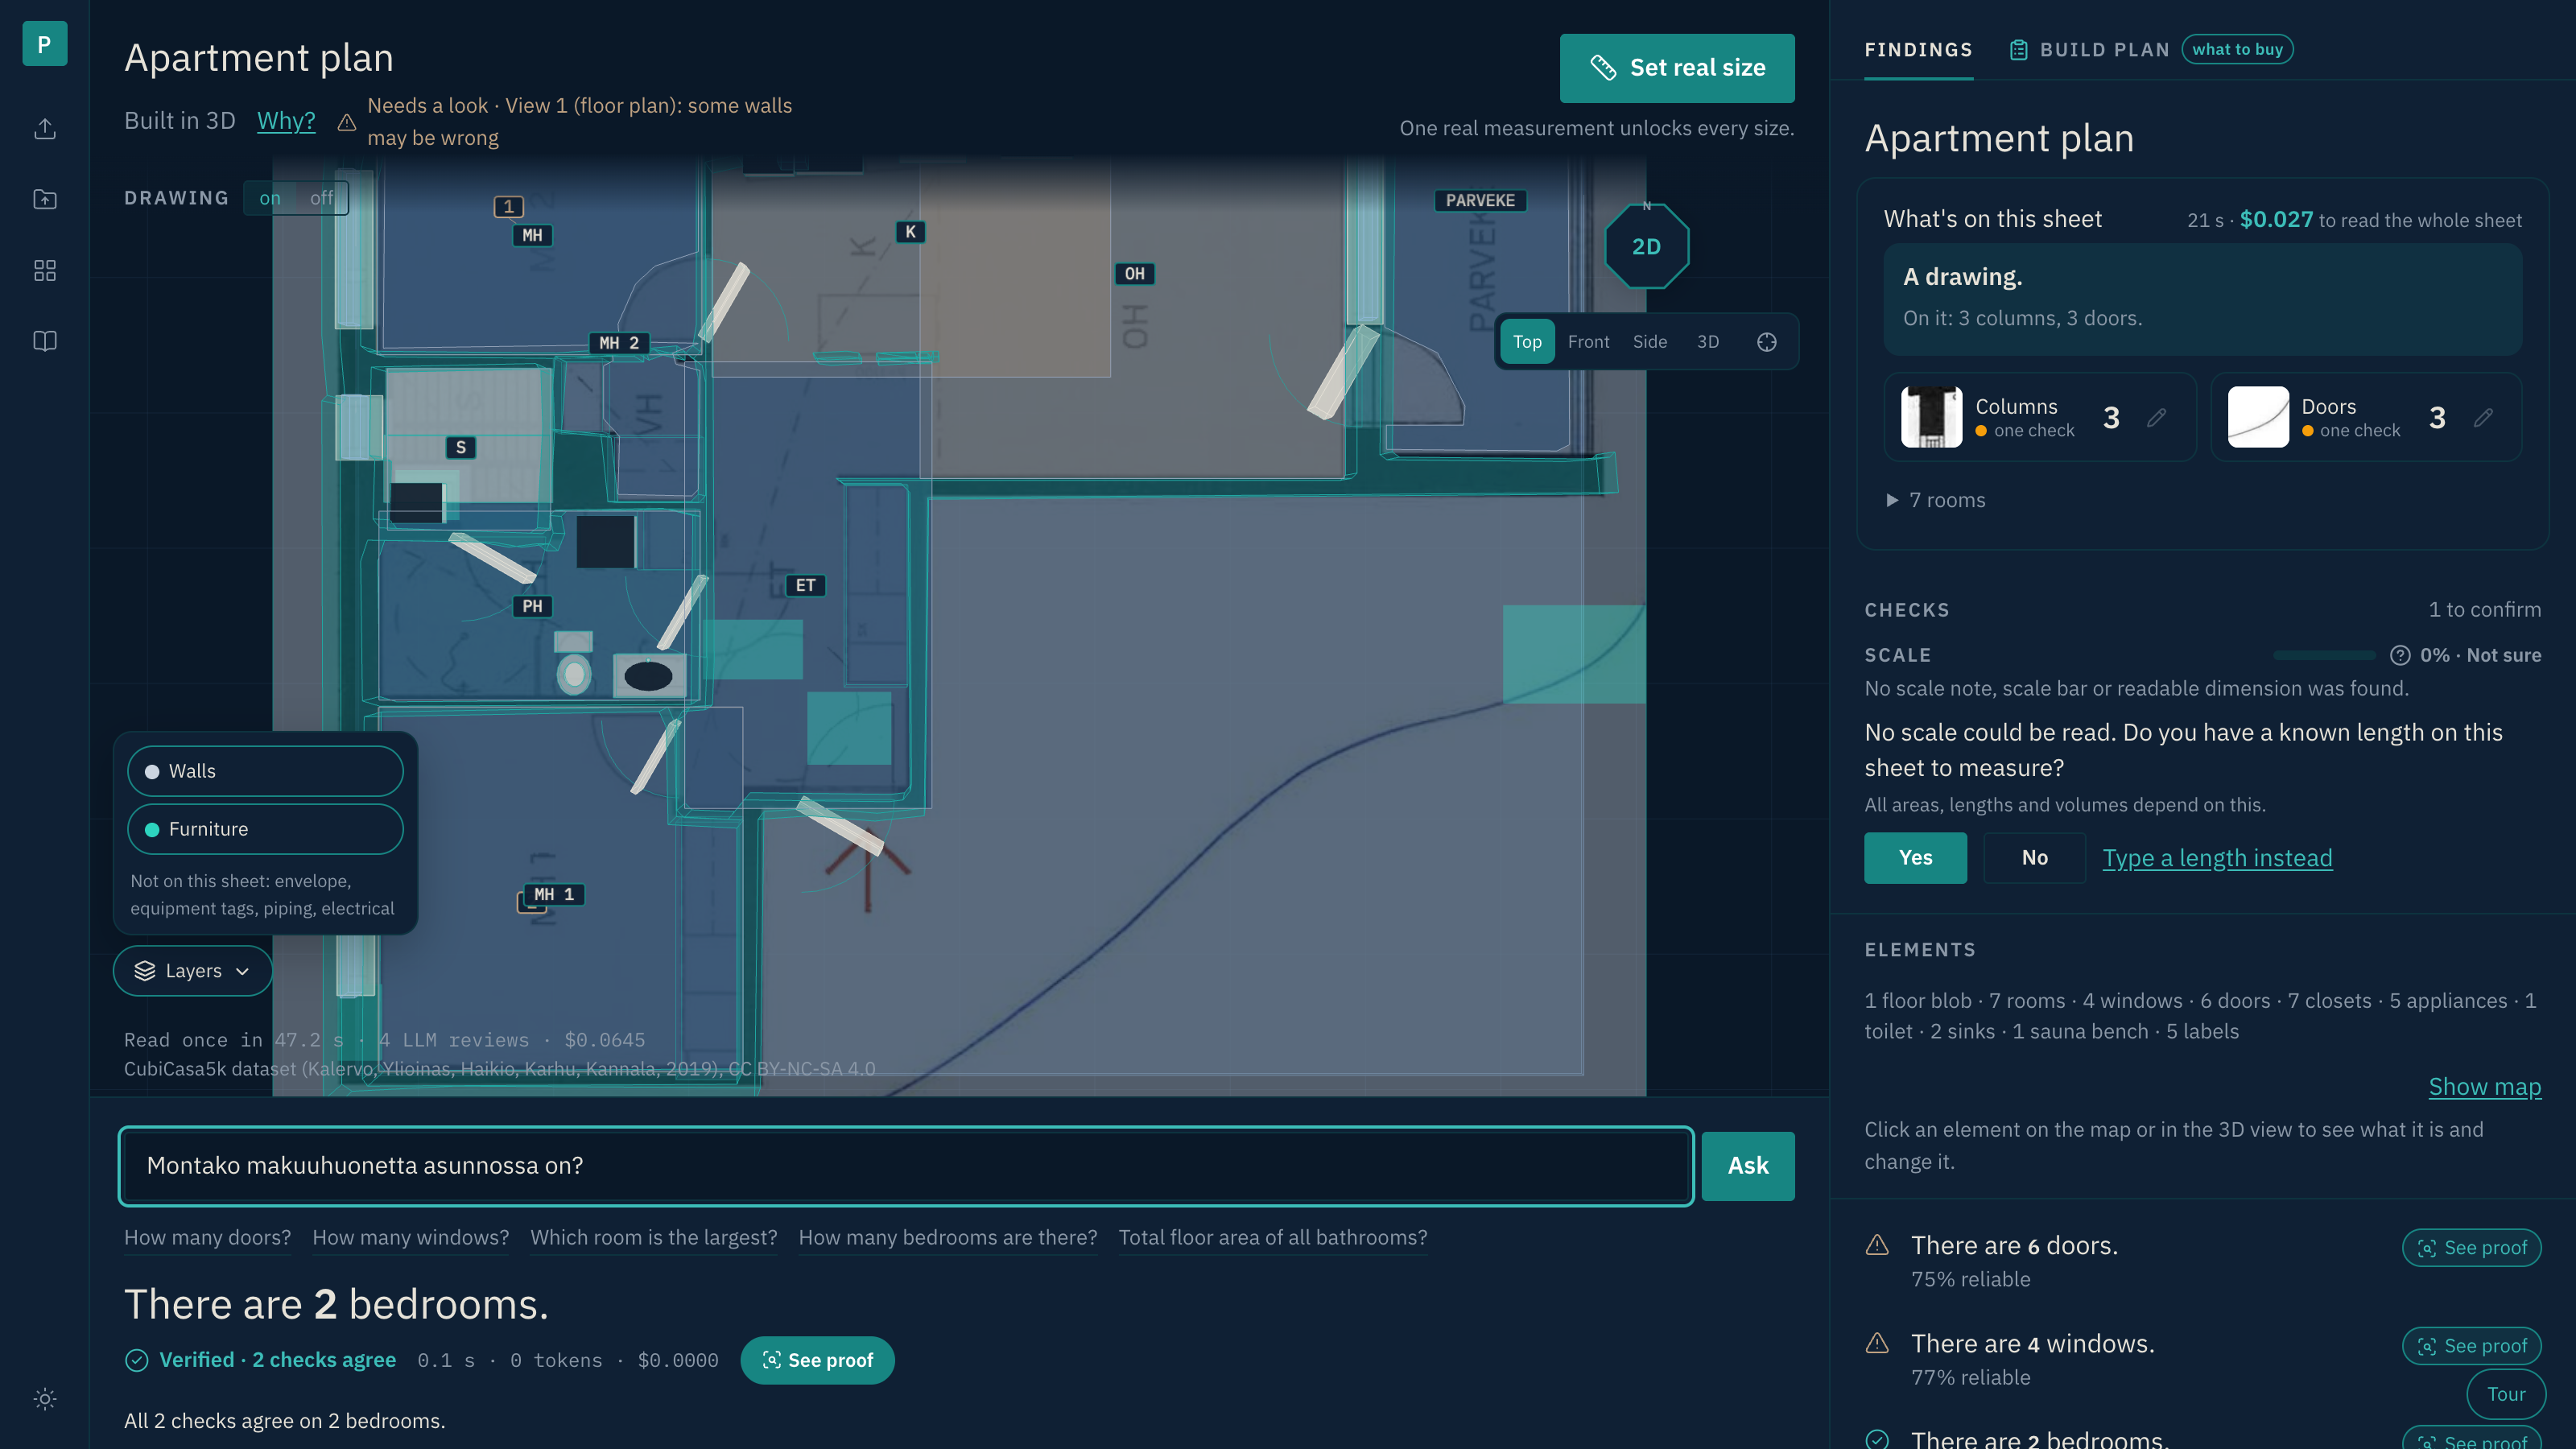 P
Apartment plan
Built in 3D Why? Needs a look · View 1 (floor plan): some walls
may be wrong
Set real size
One real measurement unlocks every size.
DRAWING on off
1
MH
K
K
OH
OH
PARVEKE
N
2D
Top Front Side 3D
MH 2
VH
S
PH
ET
ET
MH 1
Walls
Furniture
Not on this sheet: envelope,
equipment tags, piping, electrical
Layers
Read once in 47.2 s · 4 LLM reviews · $0.0645
CubiCasa5k dataset (Kalervo, Ylioinas, Haikio, Karhu, Kannala, 2019), CC BY-NC-SA 4.0
Montako makuuhuonetta asunnossa on?
Ask
How many doors? How many windows? Which room is the largest? How many bedrooms are there? Total floor area of all bathrooms?
There are 2 bedrooms.
Verified · 2 checks agree 0.1 s · 0 tokens · $0.0000 See proof
All 2 checks agree on 2 bedrooms.
FINDINGS BUILD PLAN what to buy
Apartment plan
What's on this sheet 21 s · $0.027 to read the whole sheet
A drawing.
On it: 3 columns, 3 doors.
Columns
one check
3
Doors
one check
3
7 rooms
CHECKS 1 to confirm
SCALE 0% · Not sure
No scale note, scale bar or readable dimension was found.
No scale could be read. Do you have a known length on this
sheet to measure?
All areas, lengths and volumes depend on this.
Yes No Type a length instead
ELEMENTS
1 floor blob · 7 rooms · 4 windows · 6 doors · 7 closets · 5 appliances · 1
toilet · 2 sinks · 1 sauna bench · 5 labels
Show map
Click an element on the map or in the 3D view to see what it is and
change it.
There are 6 doors. See proof
75% reliable
There are 4 windows. See proof
77% reliable
Tour
There are 2 bedrooms. See proof